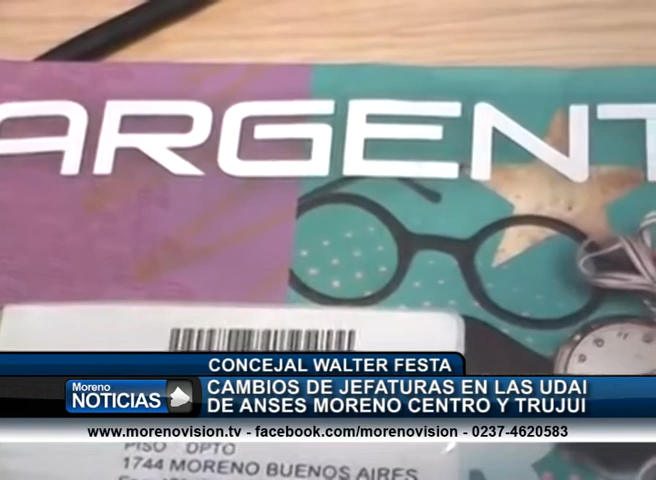 ARGENT
CONCEJAL WALTER FESTA
Moreno
NOTICIAS
CAMBIOS DE JEFATURAS EN LAS UDAI
DE ANSES MORENO CENTRO Y TRUJUI
www.morenovision.tv - facebook.com/morenovision - 0237-4620583
PISO DPTO
1744 MORENO BUENOS AIRES